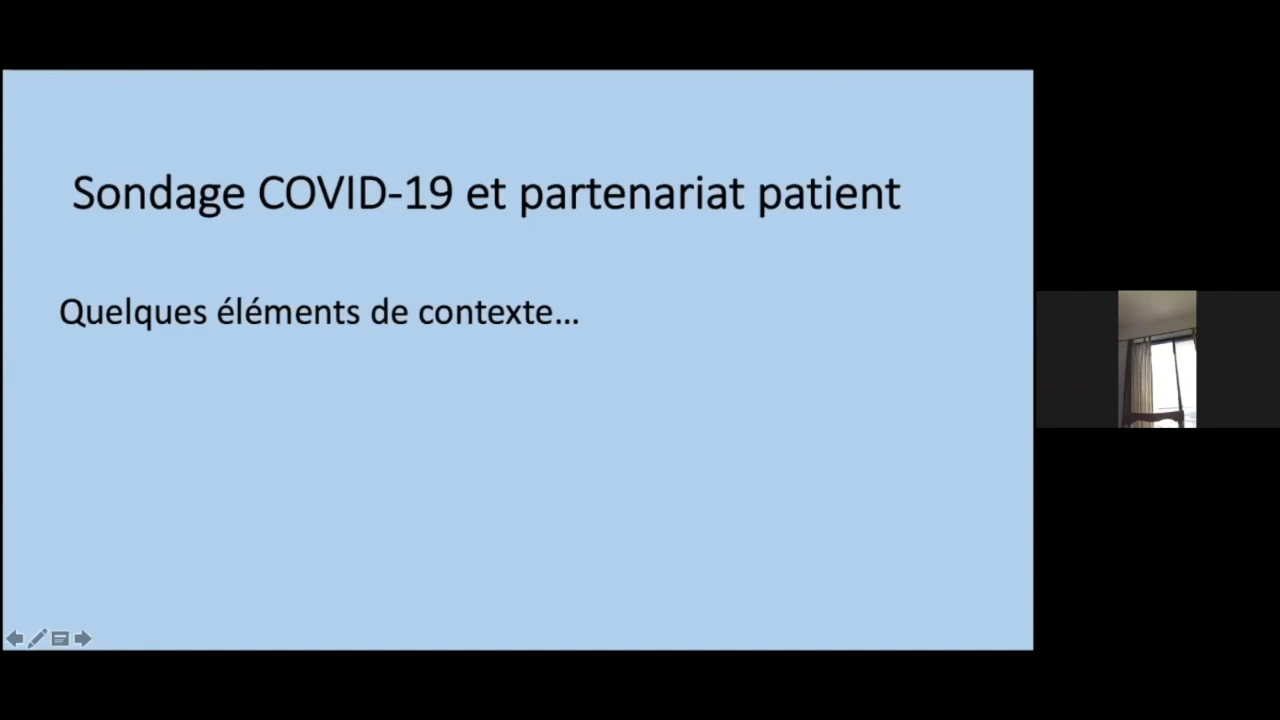 Sondage COVID-19 et partenariat patient
Quelques éléments de contexte...